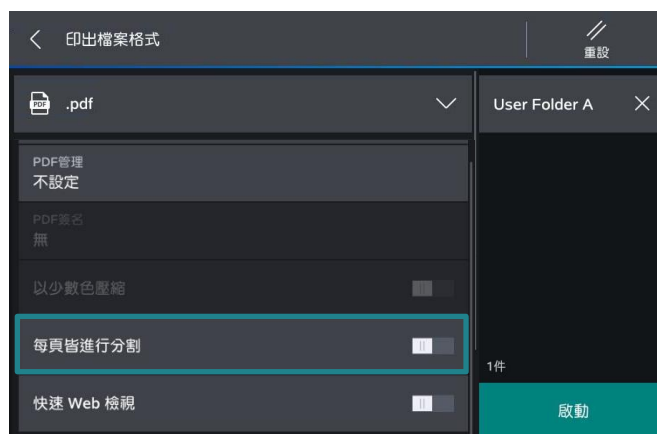 印出檔案格式
重設
PDF
.pdf
User Folder A
PDF管理
不設定
PDF簽名
無
以少數色壓縮
每頁皆進行分割
1件
快速 Web 檢視
啟動